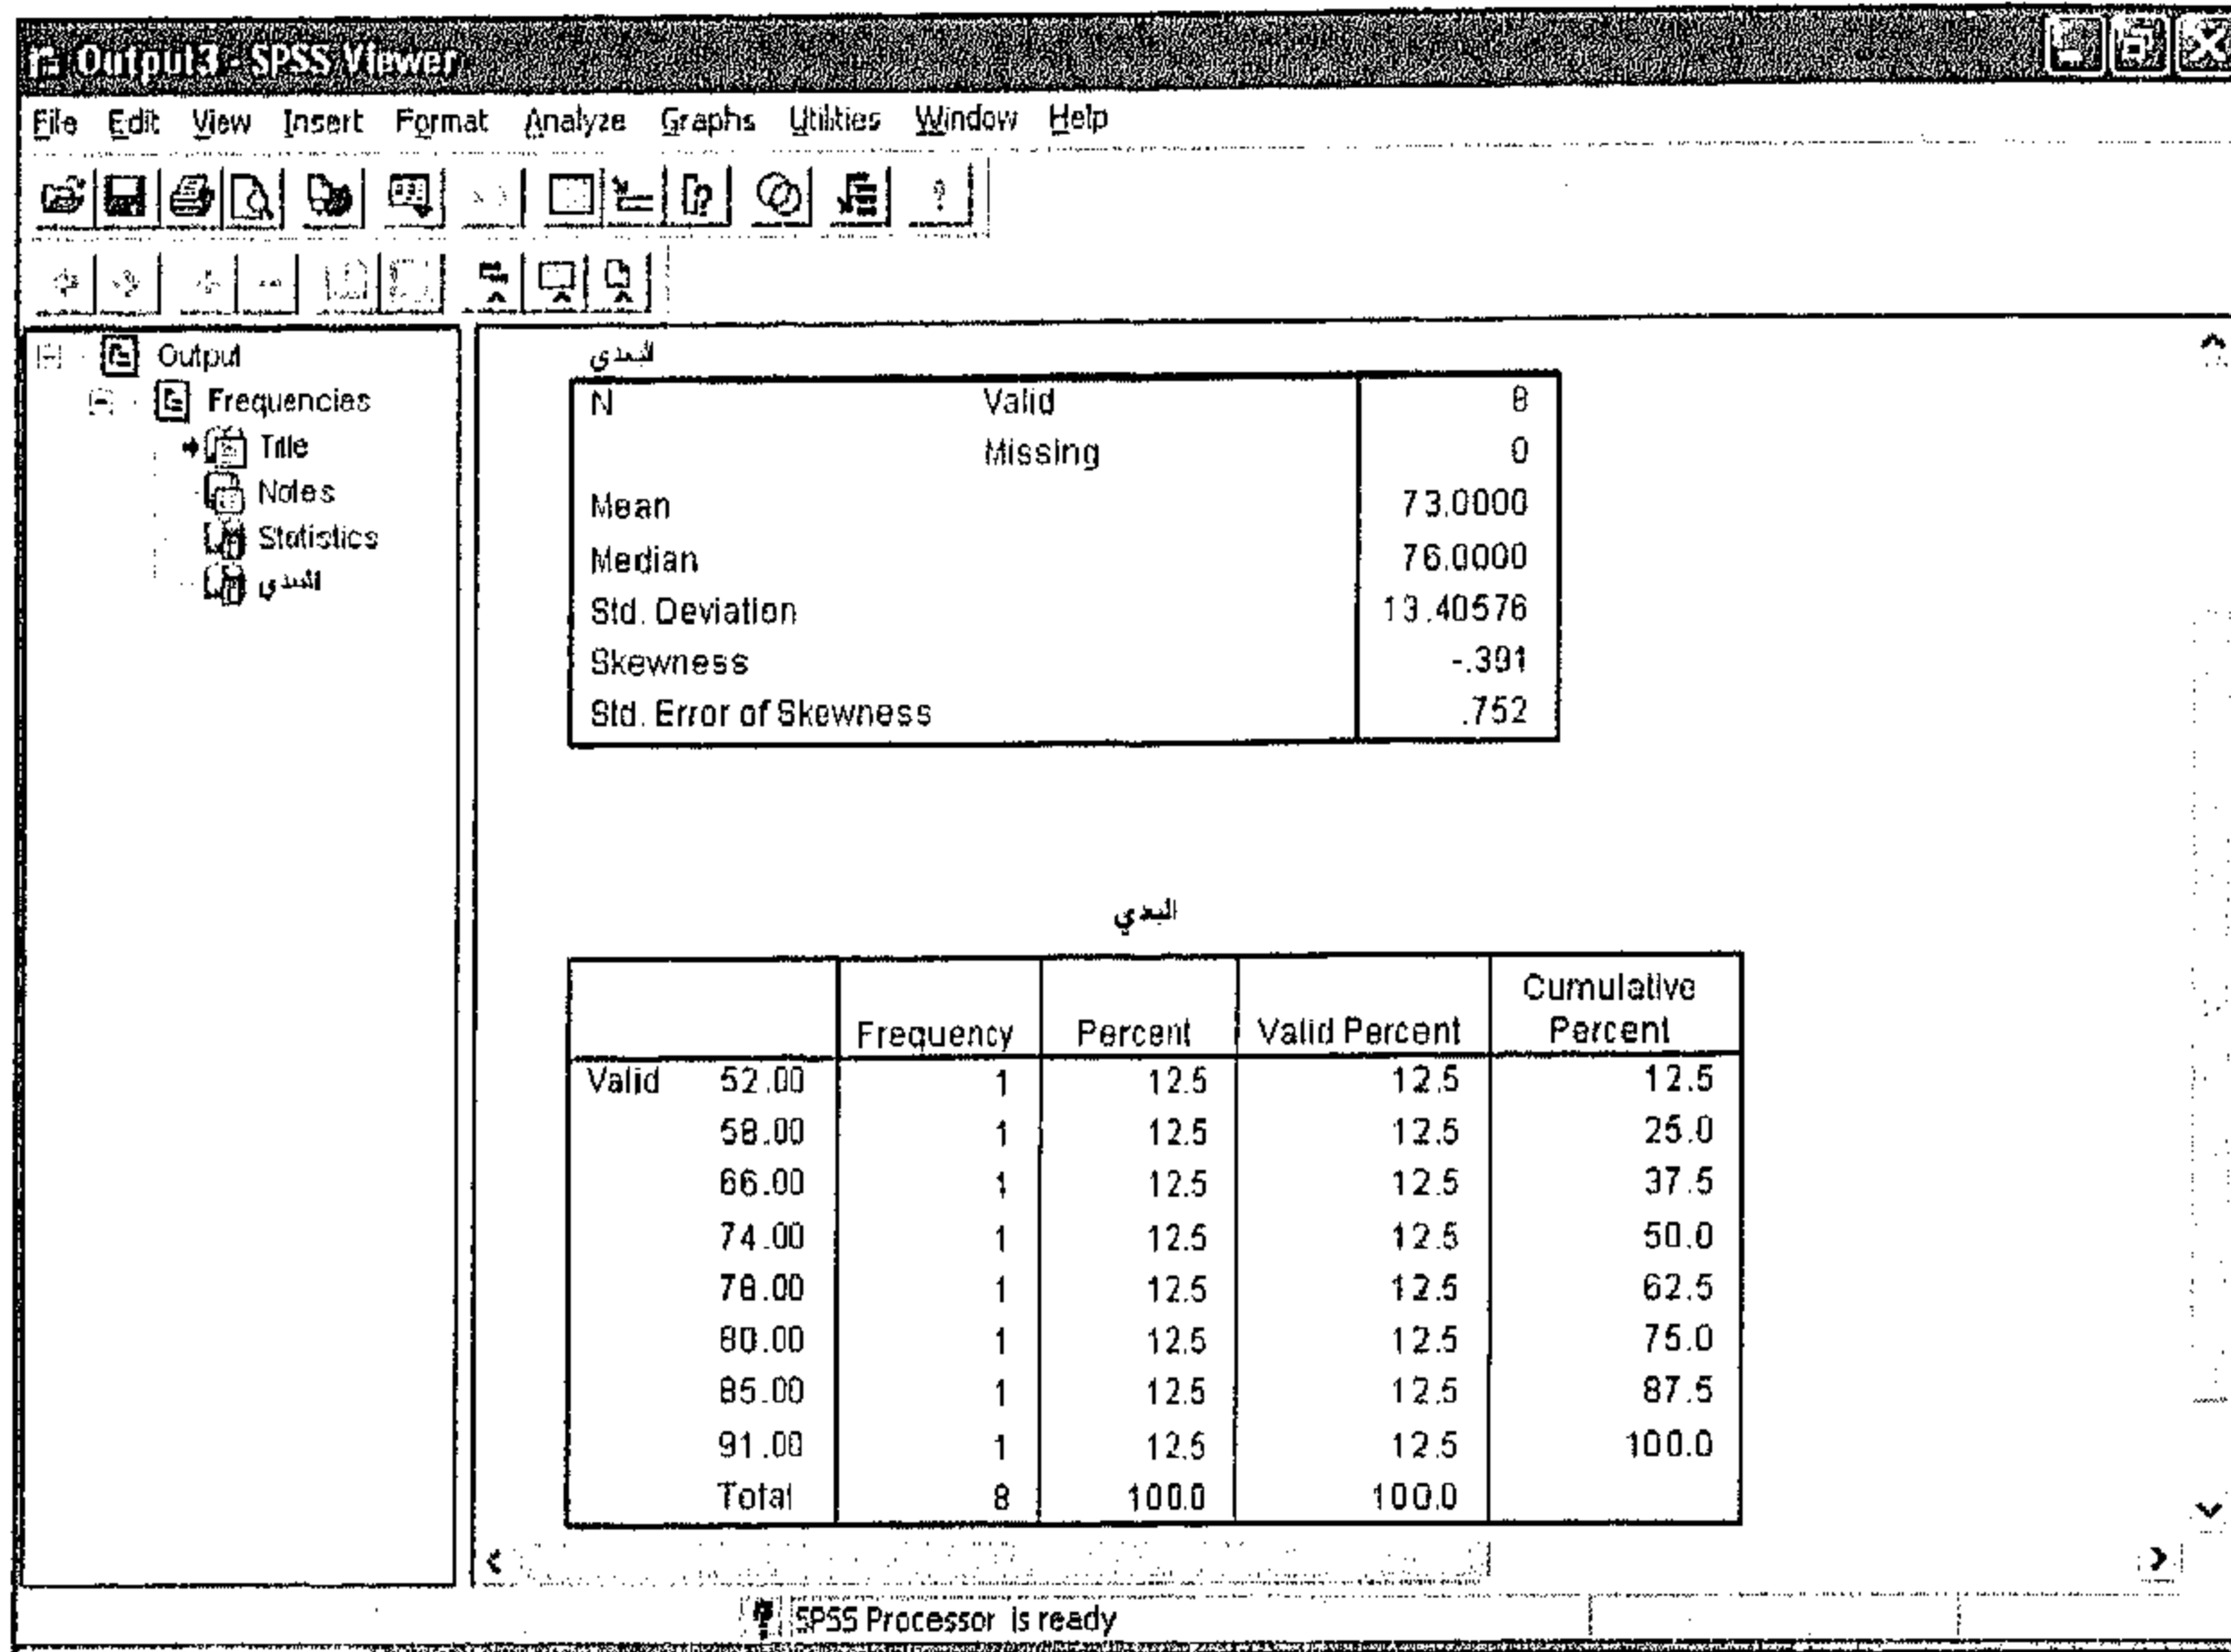 Output3 - SPSS Viewer
File Edit View Insert Format Analyze Graphs Utilities Window Help
Output
Frequencies
Title
Notes
Statistics
البعدي
البعدي
N Valid 8
Missing 0
Mean 73.0000
Median 76.0000
Std. Deviation 13.40576
Skewness -.391
Std. Error of Skewness .752
البعدي
Frequency Percent Valid Percent Cumulative Percent
Valid 52.00 1 12.5 12.5 12.5
58.00 1 12.5 12.5 25.0
66.00 1 12.5 12.5 37.5
74.00 1 12.5 12.5 50.0
78.00 1 12.5 12.5 62.5
80.00 1 12.5 12.5 75.0
85.00 1 12.5 12.5 87.5
91.00 1 12.5 12.5 100.0
Total 8 100.0 100.0
SPSS Processor is ready